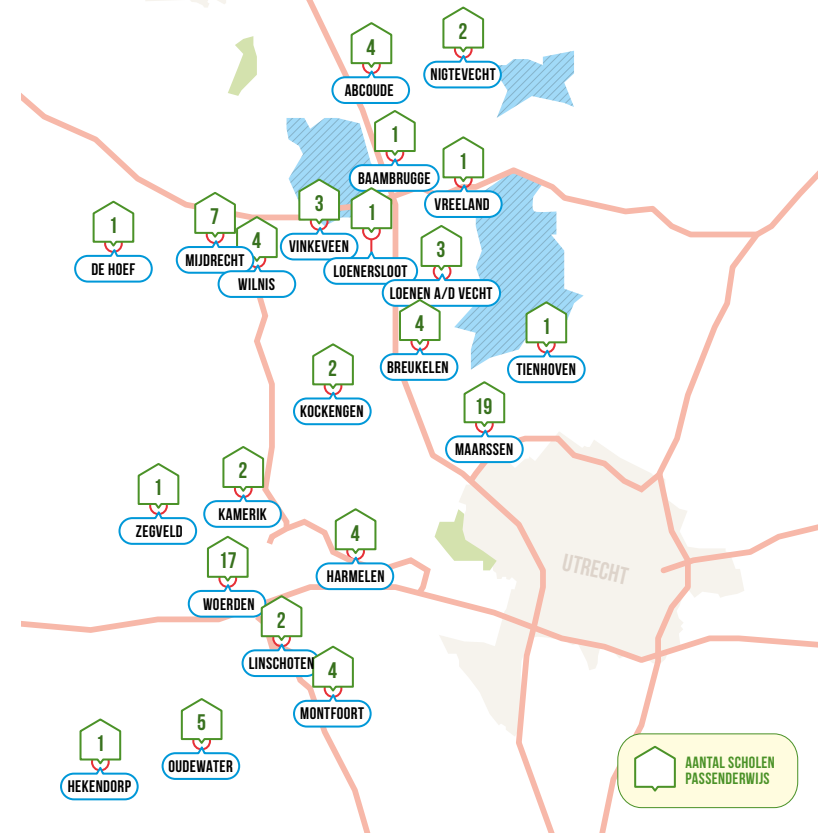 2
NIGTEVECHT
4
ABCOUDE
1
BAAMBRUGGE
1
VREELAND
3
VINKEVEEN
1
LOENERSLOOT
7
MIJDRECHT
4
WILNIS
1
DE HOEF
3
LOENEN A/D VECHT
4
BREUKELEN
1
TIENHOVEN
2
KOCKENGEN
19
MAARSSEN
2
KAMERIK
1
ZEGVELD
4
HARMELEN
17
WOERDEN
UTRECHT
2
LINSCHOTEN
4
MONTFOORT
5
OUDEWATER
1
HEKENDORP
AANTAL SCHOLEN
PASSENDERWIJS